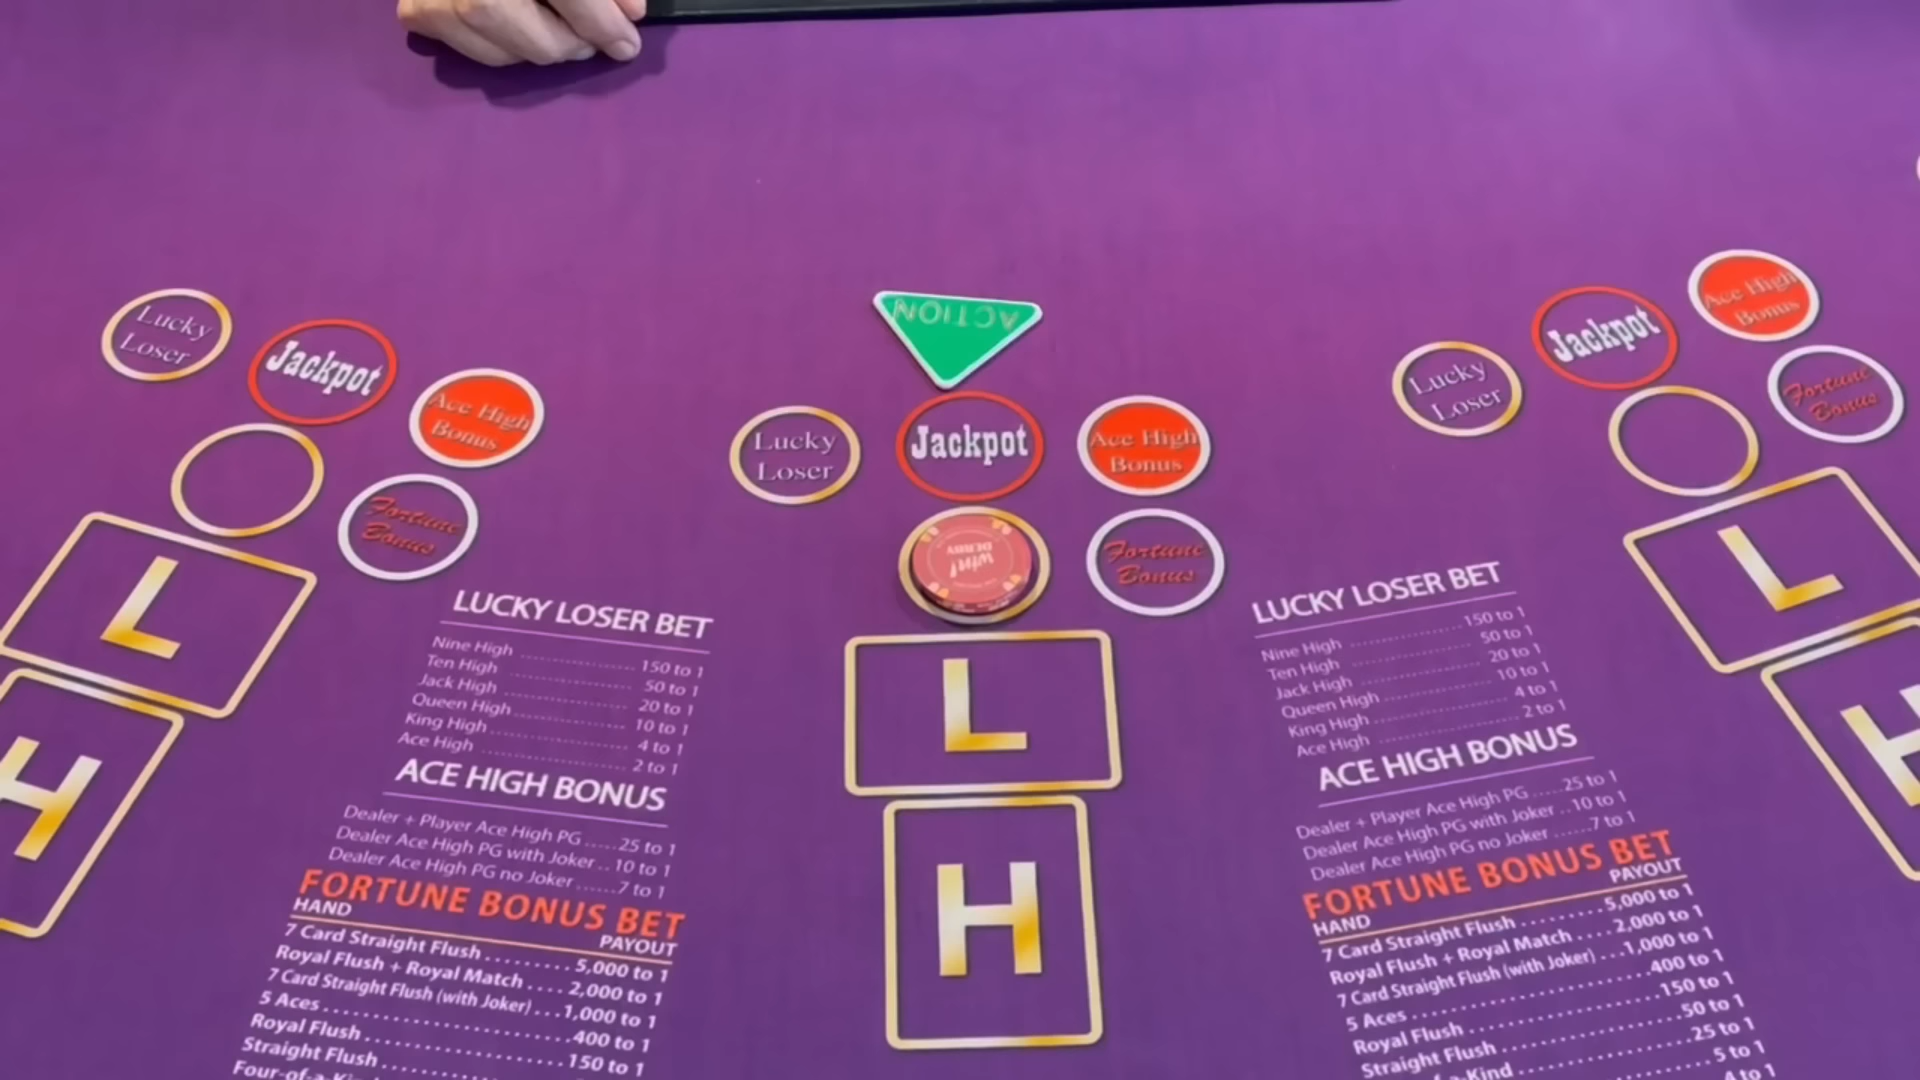 ACTION
Lucky
Loser
Jackpot
Ace High
Bonus
Fortune
Bonus
L
H
Lucky
Loser
Jackpot
Ace High
Bonus
win!
DERBY
Fortune
Bonus
L
H
Lucky
Loser
Jackpot
Ace High
Bonus
Fortune
Bonus
L
H
LUCKY LOSER BET
Nine High .................... 150 to 1
Ten High .................... 50 to 1
Jack High .................... 20 to 1
Queen High .................... 10 to 1
King High .................... 4 to 1
Ace High .................... 2 to 1
ACE HIGH BONUS
Dealer + Player Ace High PG .....25 to 1
Dealer Ace High PG with Joker ..10 to 1
Dealer Ace High PG no Joker ......7 to 1
FORTUNE BONUS BET
HAND PAYOUT
7 Card Straight Flush ......... 5,000 to 1
Royal Flush + Royal Match .... 2,000 to 1
7 Card Straight Flush (with Joker) ...1,000 to 1
5 Aces .................... 400 to 1
Royal Flush .................... 150 to 1
Straight Flush
Four-of-a-Kind
LUCKY LOSER BET
Nine High .................... 150 to 1
Ten High .................... 50 to 1
Jack High .................... 20 to 1
Queen High .................... 10 to 1
King High .................... 4 to 1
Ace High .................... 2 to 1
ACE HIGH BONUS
Dealer + Player Ace High PG .....25 to 1
Dealer Ace High PG with Joker ..10 to 1
Dealer Ace High PG no Joker ......7 to 1
FORTUNE BONUS BET
HAND PAYOUT
7 Card Straight Flush ......... 5,000 to 1
Royal Flush + Royal Match .... 2,000 to 1
7 Card Straight Flush (with Joker) ...1,000 to 1
5 Aces .................... 400 to 1
Royal Flush .................... 150 to 1
Straight Flush .................... 50 to 1
-Kind .................... 25 to 1
5 to 1
4 to 1